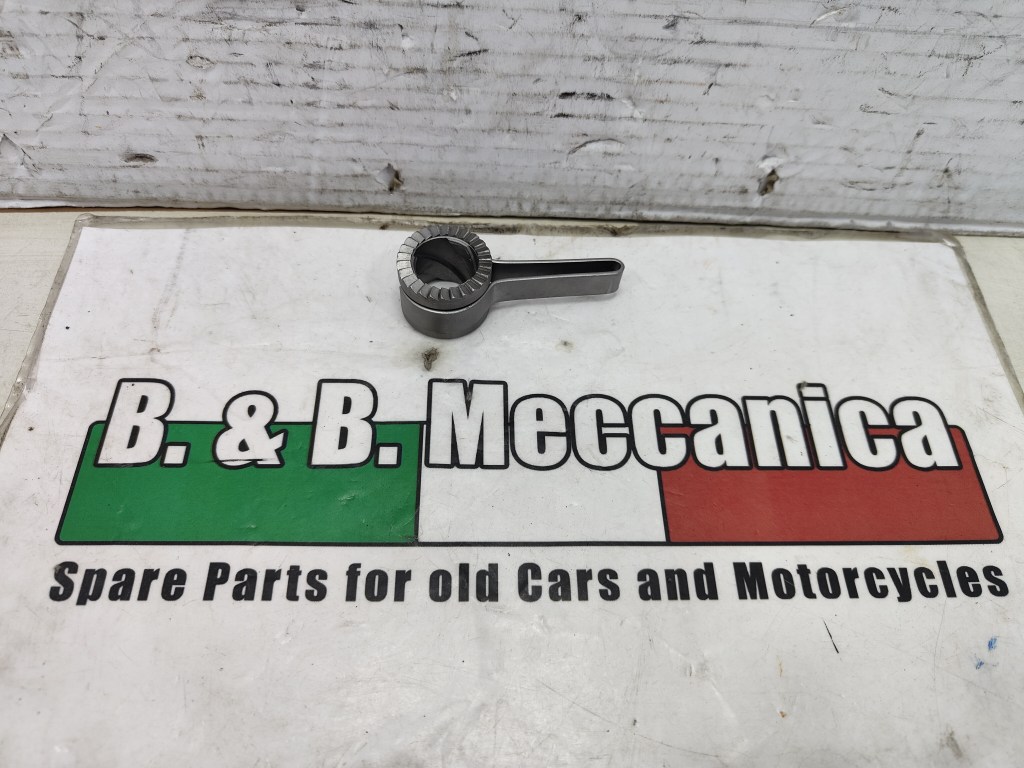 B. & B. Meccanica
Spare Parts for old Cars and Motorcycles